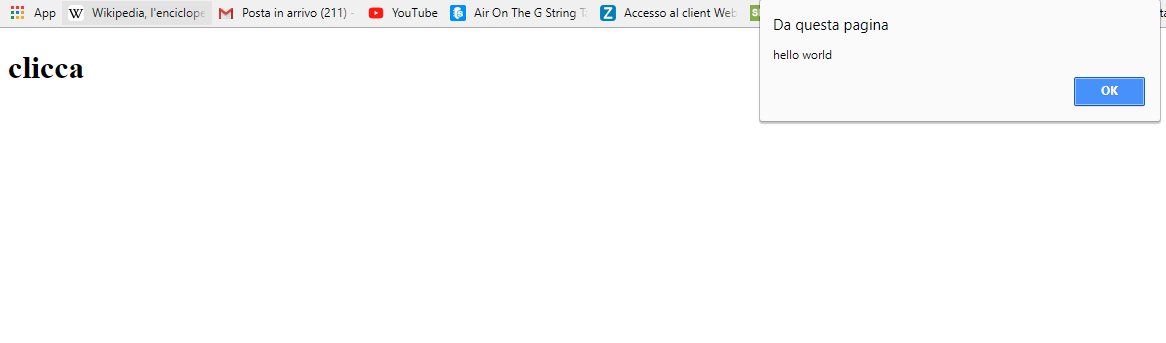 App Wikipedia, l'enciclope Posta in arrivo (211) - YouTube Air On The G String Accesso al client Web
Da questa pagina
hello world
OK
clicca